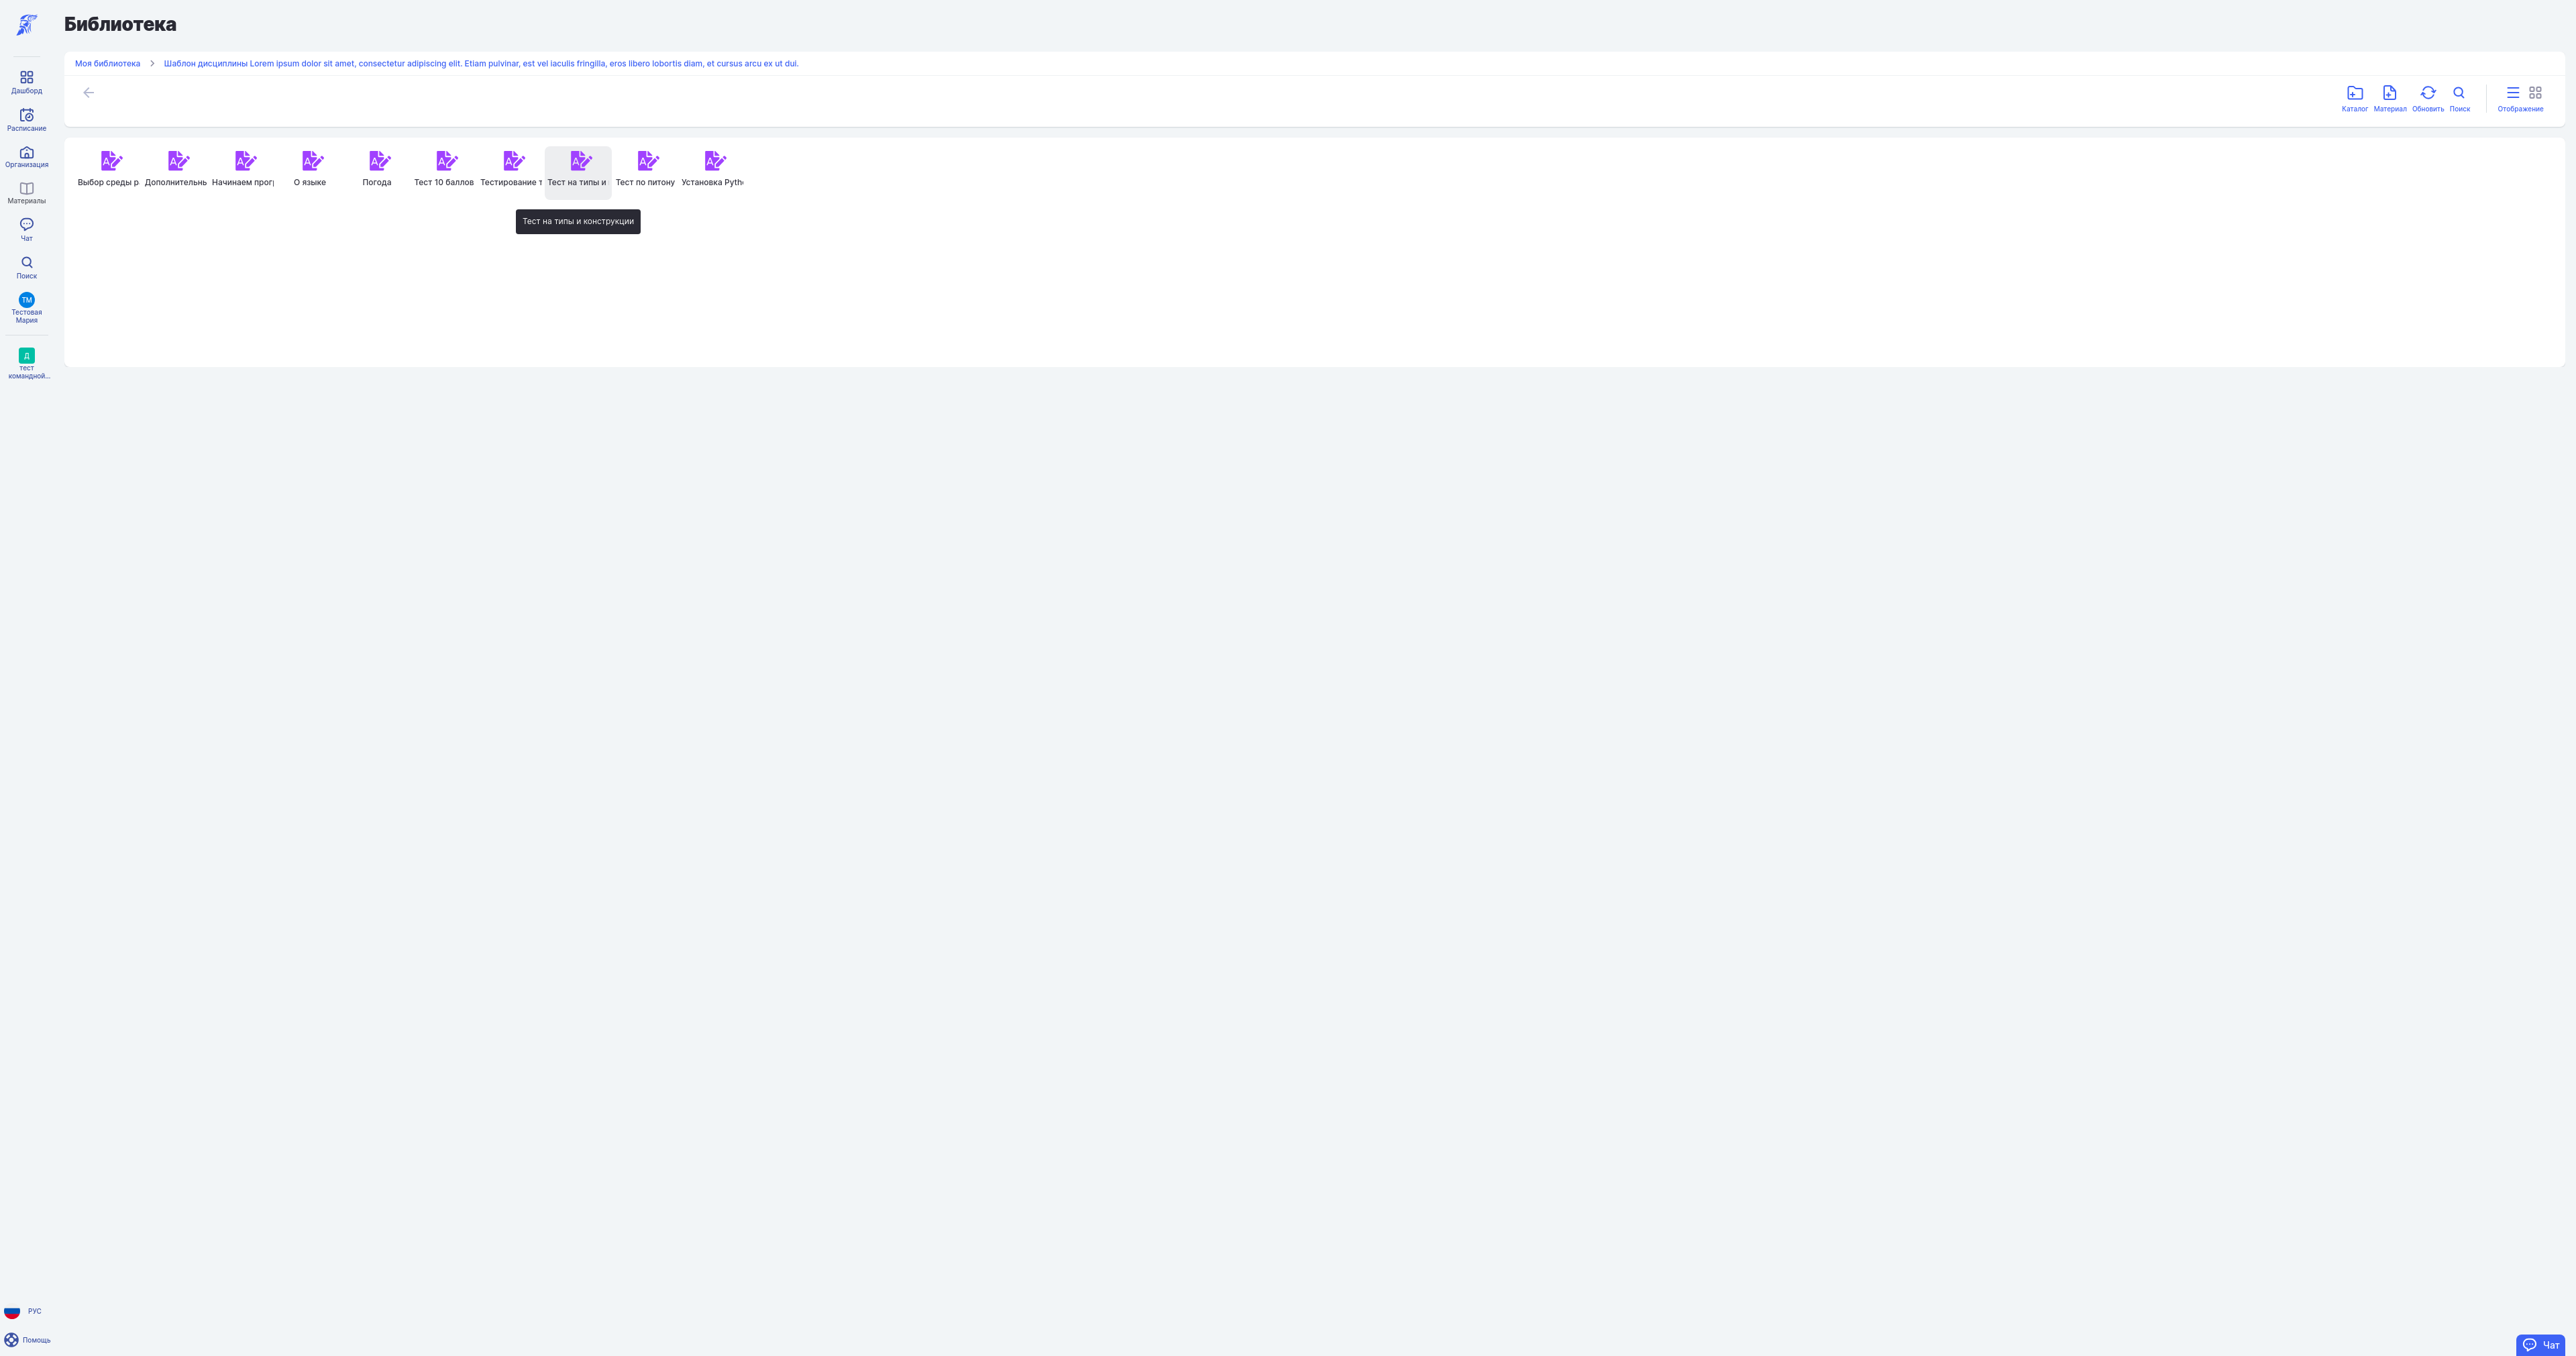 Библиотека
Моя библиотека
Шаблон дисциплины Lorem ipsum dolor sit amet, consectetur adipiscing elit. Etiam pulvinar, est vel iaculis fringilla, eros libero lobortis diam, et cursus arcu ex ut dui.
Каталог Материал Обновить Поиск Отображение
Выбор среды р Дополнительнь Начинаем прог О языке Погода Тест 10 баллов Тестирование т Тест на типы и Тест по питону Установка Pyth
Тест на типы и конструкции
Дашборд
Расписание
Организация
Материалы
Чат
Поиск
ТМ
Тестовая
Мария
Д
тест
командной...
РУС
Помощь
Чат